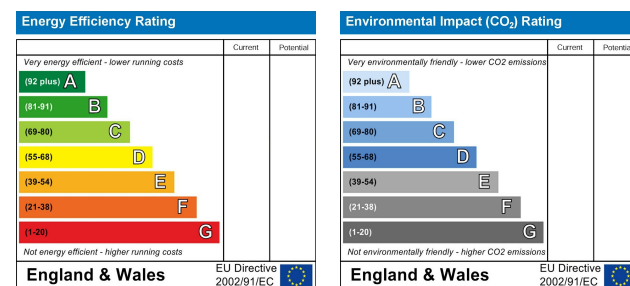 Energy Efficiency Rating
Current Potential
Very energy efficient - lower running costs
(92 plus) A
(81-91) B
(69-80) C
(55-68) D
(39-54) E
(21-38) F
(1-20) G
Not energy efficient - higher running costs
England & Wales
EU Directive
2002/91/EC
Environmental Impact (CO₂) Rating
Current Potentia
Very environmentally friendly - lower CO2 emissions
(92 plus) A
(81-91) B
(69-80) C
(55-68) D
(39-54) E
(21-38) F
(1-20) G
Not environmentally friendly - higher CO2 emissions
England & Wales
EU Directive
2002/91/EC